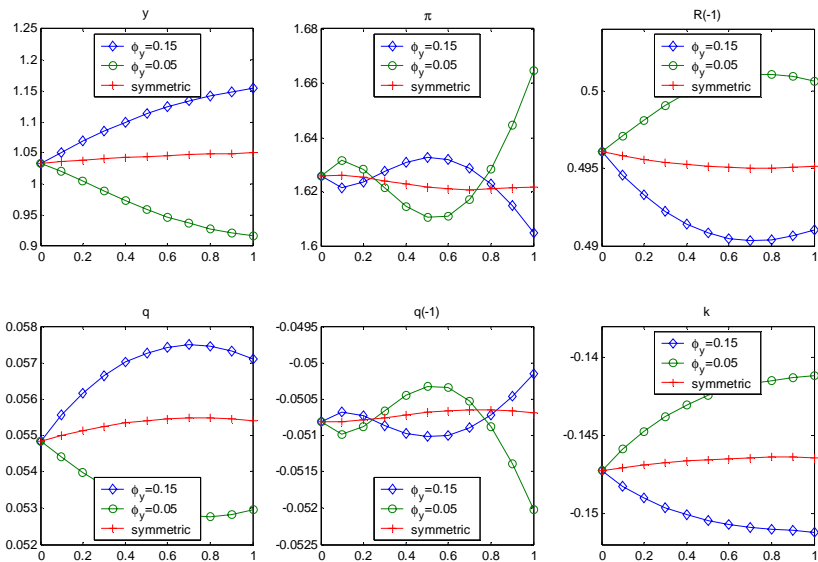 y
1.25
1.2
1.15
1.1
1.05
1
0.95
0.9
0 0.2 0.4 0.6 0.8 1
ϕy=0.15
ϕy=0.05
symmetric
π
1.68
1.66
1.64
1.62
1.6
0 0.2 0.4 0.6 0.8 1
ϕy=0.15
ϕy=0.05
symmetric
R(-1)
0.5
0.495
0.49
0 0.2 0.4 0.6 0.8 1
ϕy=0.15
ϕy=0.05
symmetric
q
0.058
0.057
0.056
0.055
0.054
0.053
0.052
0 0.2 0.4 0.6 0.8 1
ϕy=0.15
ϕy=0.05
symmetric
q(-1)
-0.0495
-0.05
-0.0505
-0.051
-0.0515
-0.052
-0.0525
0 0.2 0.4 0.6 0.8 1
ϕy=0.15
ϕy=0.05
symmetric
k
-0.14
-0.145
-0.15
0 0.2 0.4 0.6 0.8 1
ϕy=0.15
ϕy=0.05
symmetric